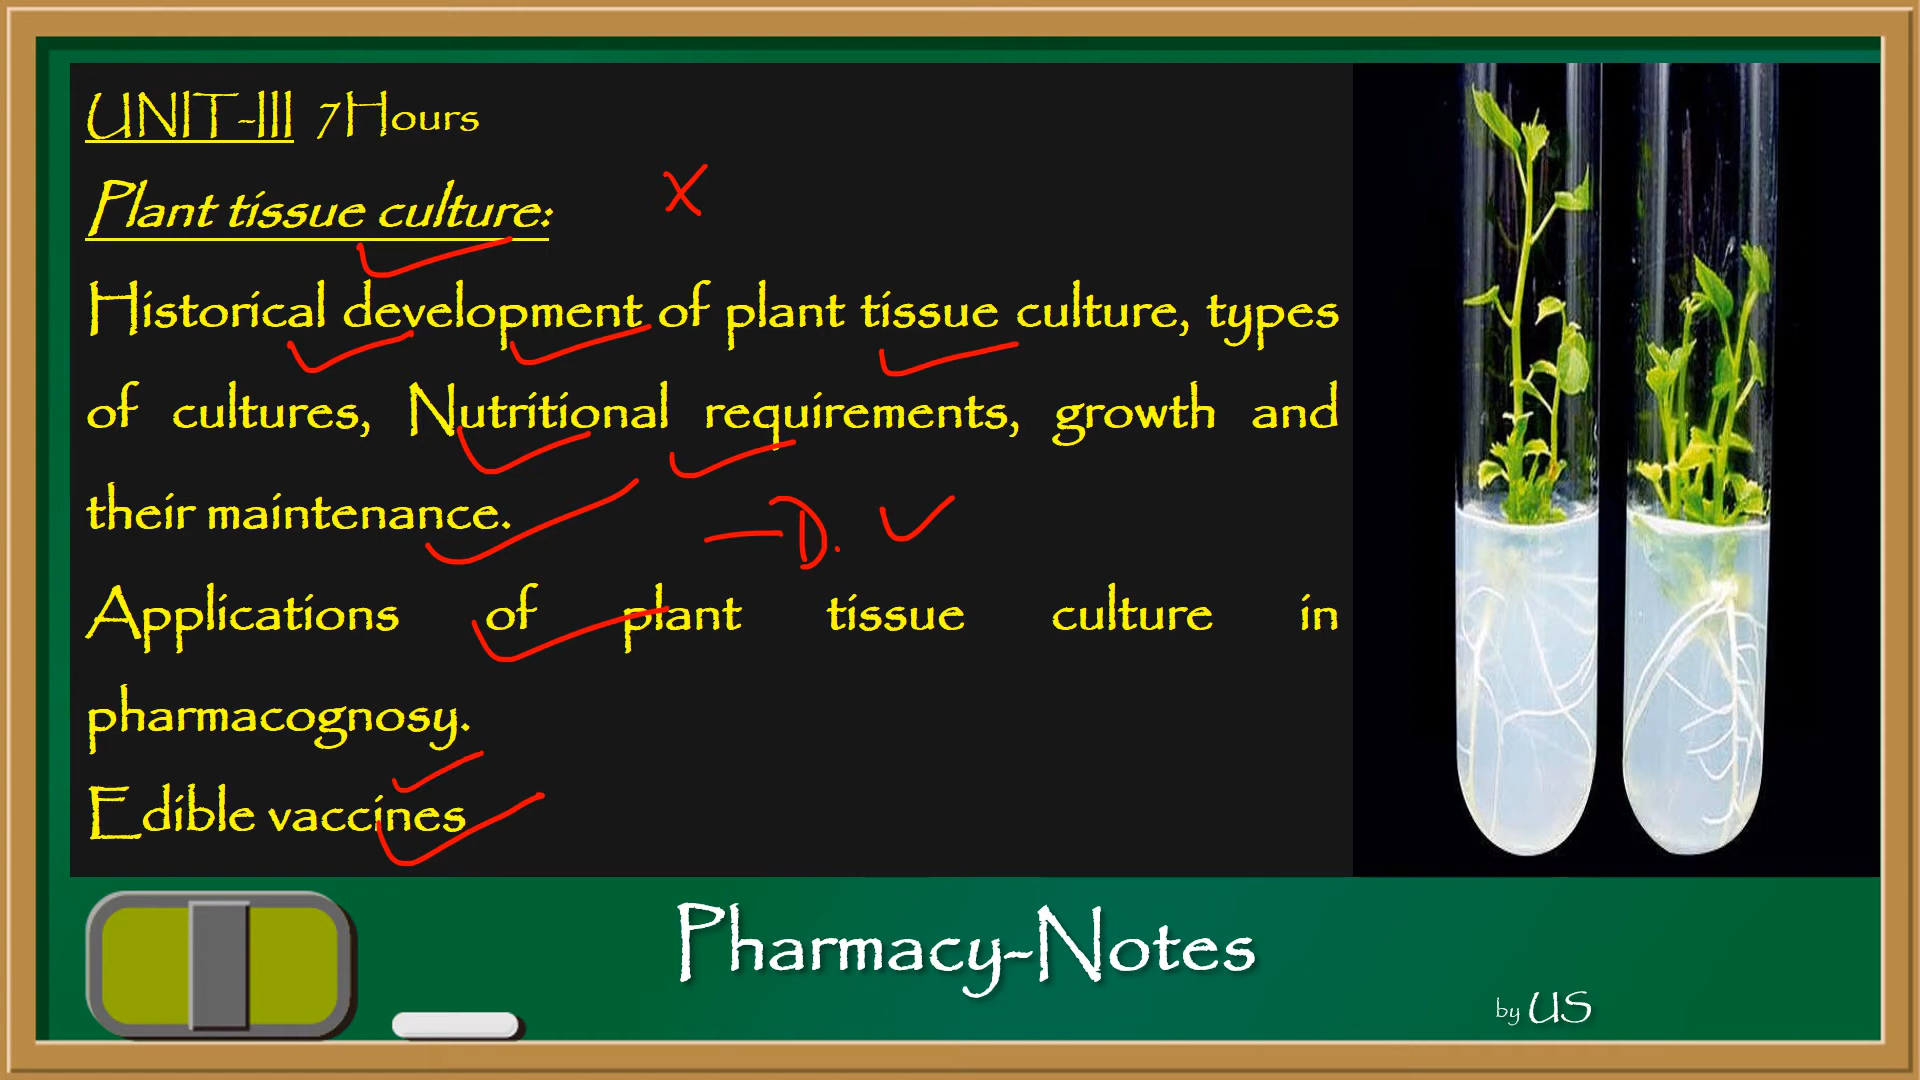 UNIT-III 7Hours
Plant tissue culture:
X
Historical development of plant tissue culture, types
of cultures, Nutritional requirements, growth and
their maintenance.
—D.
Applications of plant tissue culture in
pharmacognosy.
Edible vaccines
Pharmacy-Notes
by US